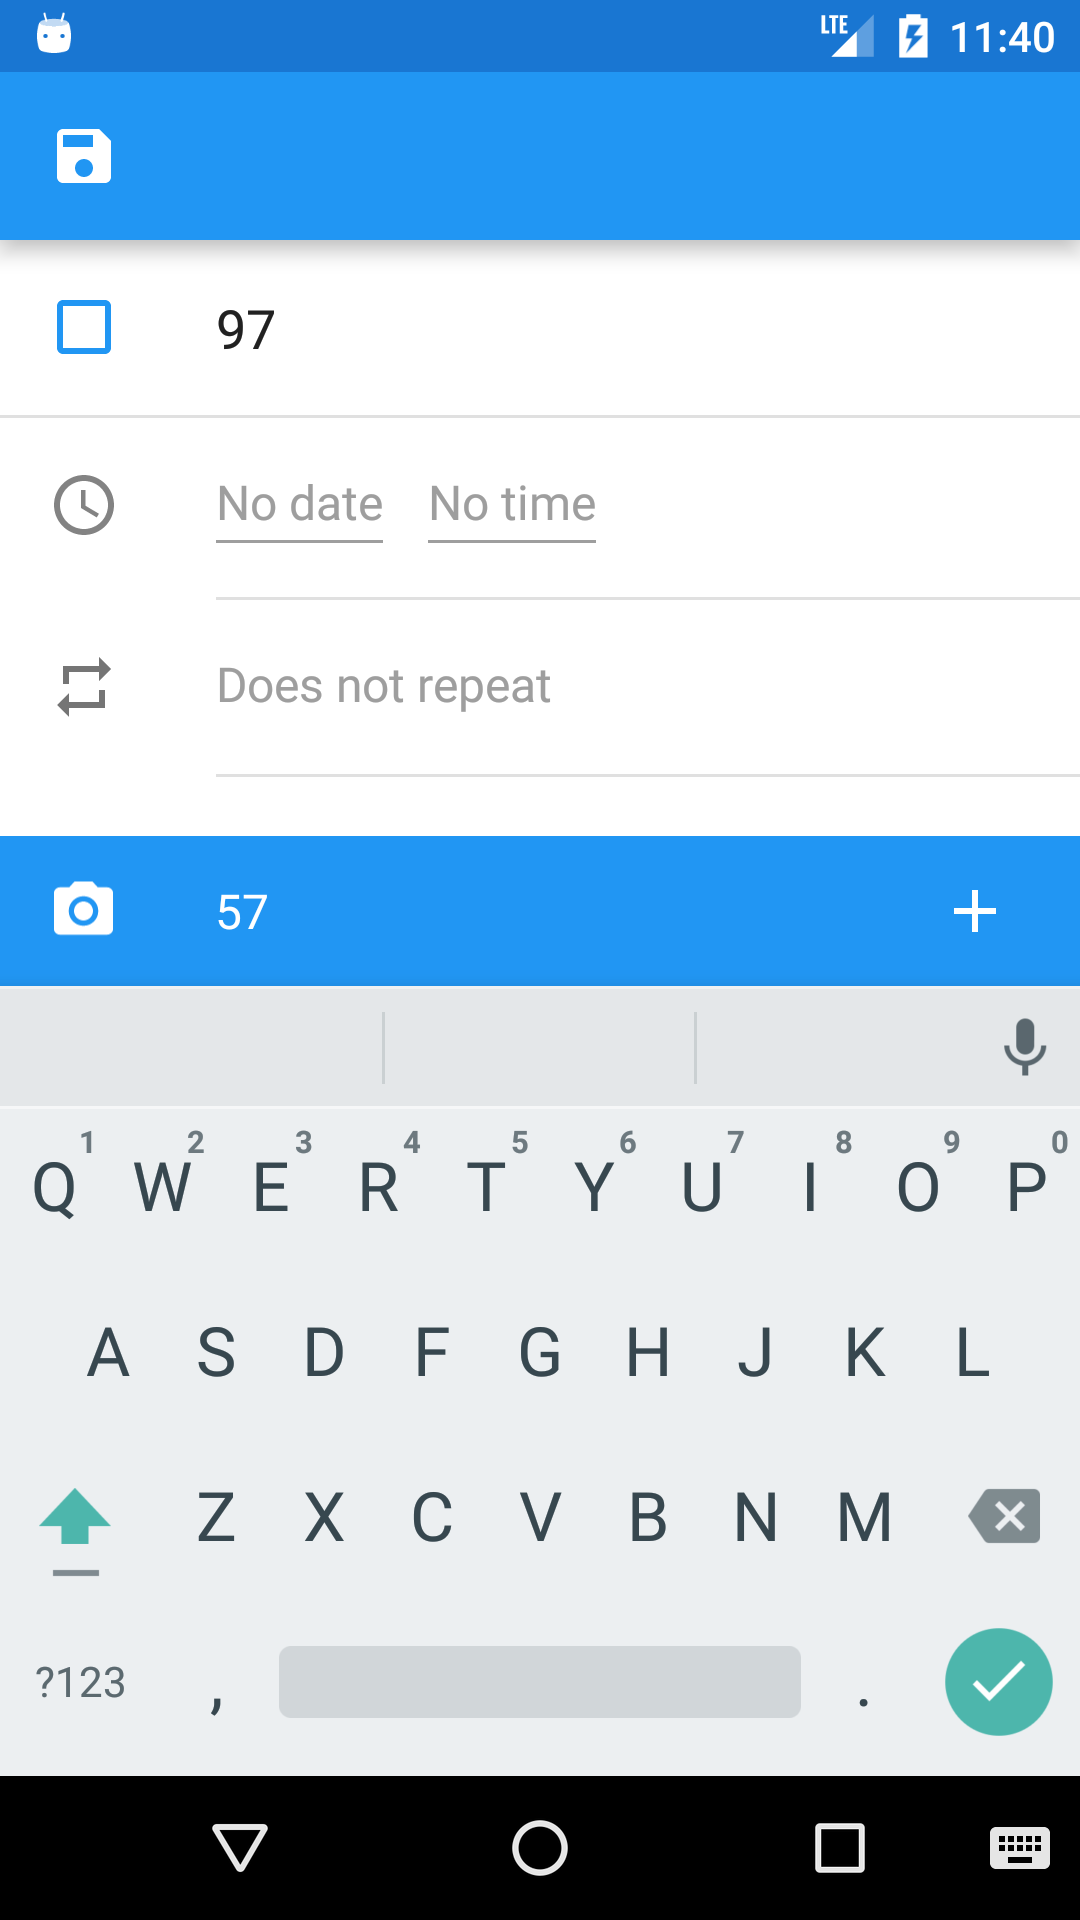 LTE 11:40
97
No date No time
Does not repeat
57
1 2 3 4 5 6 7 8 9 0
Q W E R T Y U I O P
A S D F G H J K L
Z X C V B N M
?123 , .